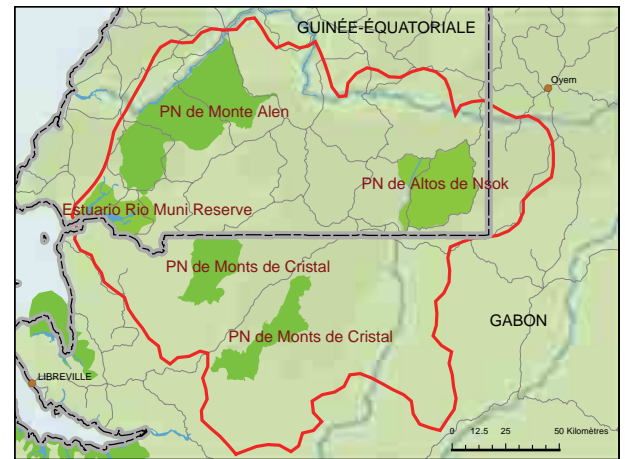 GUINÉE-ÉQUATORIALE
Oyem
PN de Monte Alen
PN de Altos de Nsok
Estuario Rio Muni Reserve
PN de Monts de Cristal
GABON
PN de Monts de Cristal
LIBREVILLE
0 12.5 25 50 Kilomètres